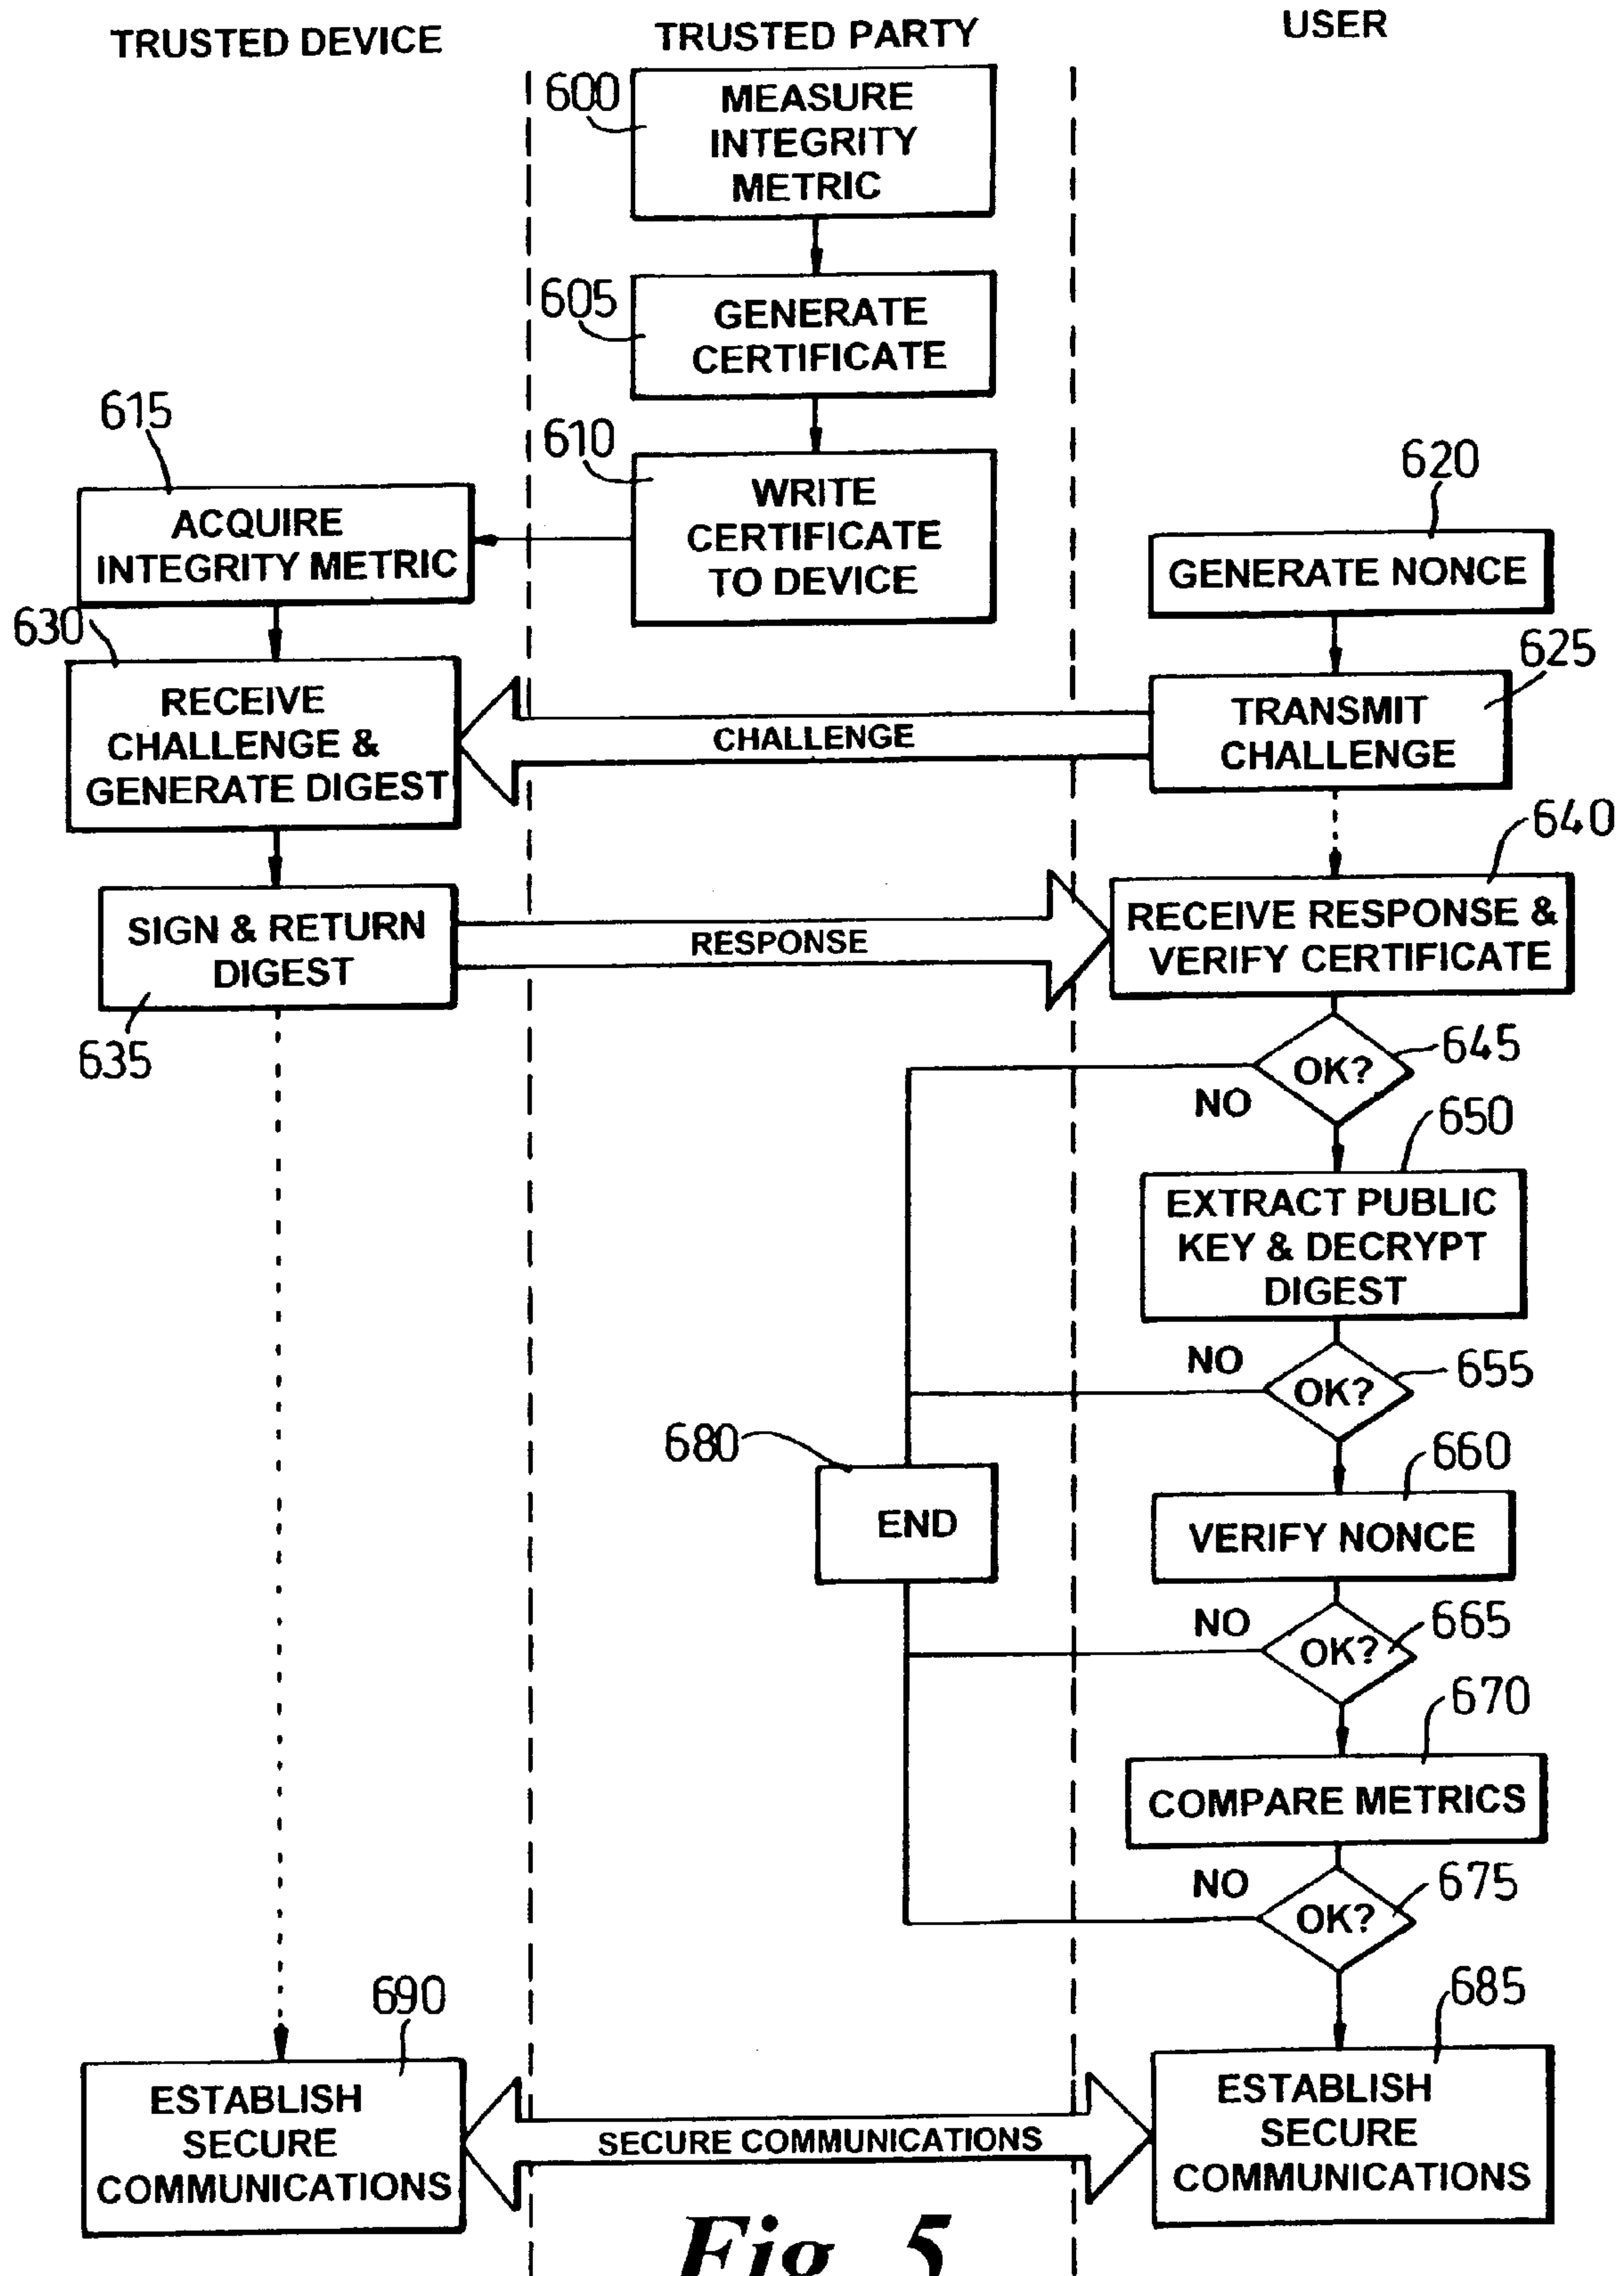 TRUSTED DEVICE
TRUSTED PARTY
USER
600
MEASURE
INTEGRITY
METRIC
605
GENERATE
CERTIFICATE
615
610
ACQUIRE
INTEGRITY METRIC
WRITE
CERTIFICATE
TO DEVICE
620
GENERATE NONCE
630
RECEIVE
CHALLENGE &
GENERATE DIGEST
CHALLENGE
625
TRANSMIT
CHALLENGE
640
SIGN & RETURN
DIGEST
635
RESPONSE
RECEIVE RESPONSE &
VERIFY CERTIFICATE
OK?
645
NO
650
EXTRACT PUBLIC
KEY & DECRYPT
DIGEST
NO
OK?
655
680
END
660
VERIFY NONCE
NO
OK?
665
670
COMPARE METRICS
NO
OK?
675
690
ESTABLISH
SECURE
COMMUNICATIONS
SECURE COMMUNICATIONS
685
ESTABLISH
SECURE
COMMUNICATIONS
Fig. 5